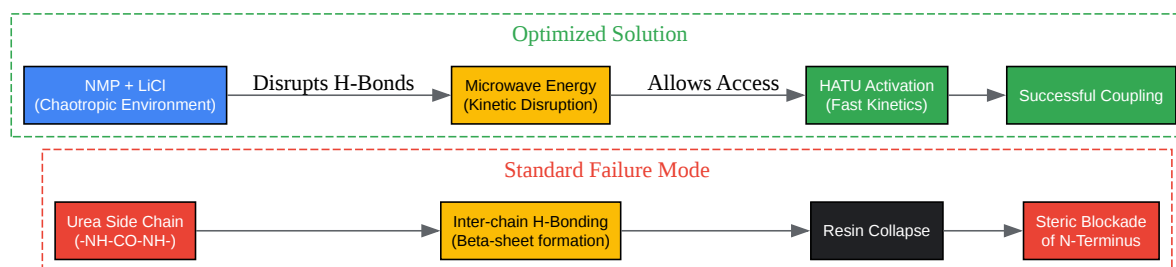 Optimized Solution
NMP + LiCl
(Chaotropic Environment)
Disrupts H-Bonds
Microwave Energy
(Kinetic Disruption)
Allows Access
HATU Activation
(Fast Kinetics)
Successful Coupling
Standard Failure Mode
Urea Side Chain
(-NH-CO-NH-)
Inter-chain H-Bonding
(Beta-sheet formation)
Resin Collapse
Steric Blockade
of N-Terminus